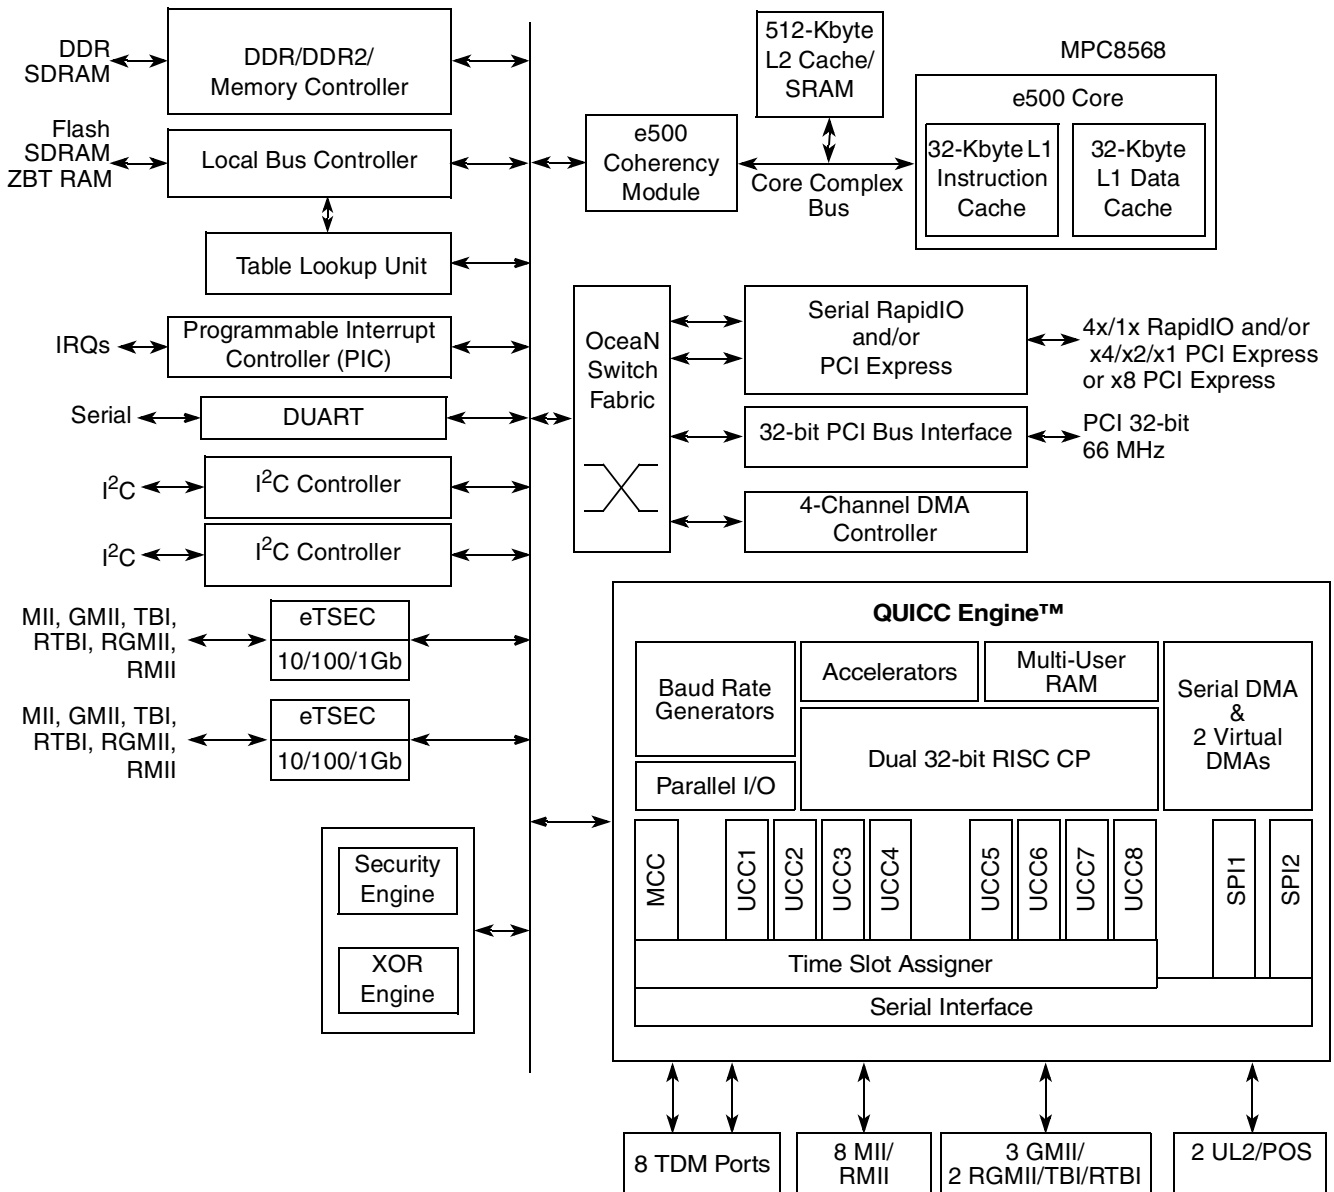 DDR
SDRAM
DDR/DDR2/
Memory Controller
Flash
SDRAM
ZBT RAM
Local Bus Controller
Table Lookup Unit
IRQs
Programmable Interrupt
Controller (PIC)
Serial
DUART
I²C
I²C Controller
I²C
I²C Controller
MII, GMII, TBI,
RTBI, RGMII,
RMII
eTSEC
10/100/1Gb
MII, GMII, TBI,
RTBI, RGMII,
RMII
eTSEC
10/100/1Gb
Security
Engine
XOR
Engine
512-Kbyte
L2 Cache/
SRAM
e500
Coherency
Module
Core Complex
Bus
MPC8568
e500 Core
32-Kbyte L1
Instruction
Cache
32-Kbyte
L1 Data
Cache
OceaN
Switch
Fabric
Serial RapidIO
and/or
PCI Express
4x/1x RapidIO and/or
x4/x2/x1 PCI Express
or x8 PCI Express
32-bit PCI Bus Interface
PCI 32-bit
66 MHz
4-Channel DMA
Controller
QUICC Engine™
Baud Rate
Generators
Accelerators
Multi-User
RAM
Serial DMA
&
2 Virtual
DMAs
Parallel I/O
Dual 32-bit RISC CP
MCC
UCC1
UCC2
UCC3
UCC4
UCC5
UCC6
UCC7
UCC8
SPI1
SPI2
Time Slot Assigner
Serial Interface
8 TDM Ports
8 MII/
RMII
3 GMII/
2 RGMII/TBI/RTBI
2 UL2/POS